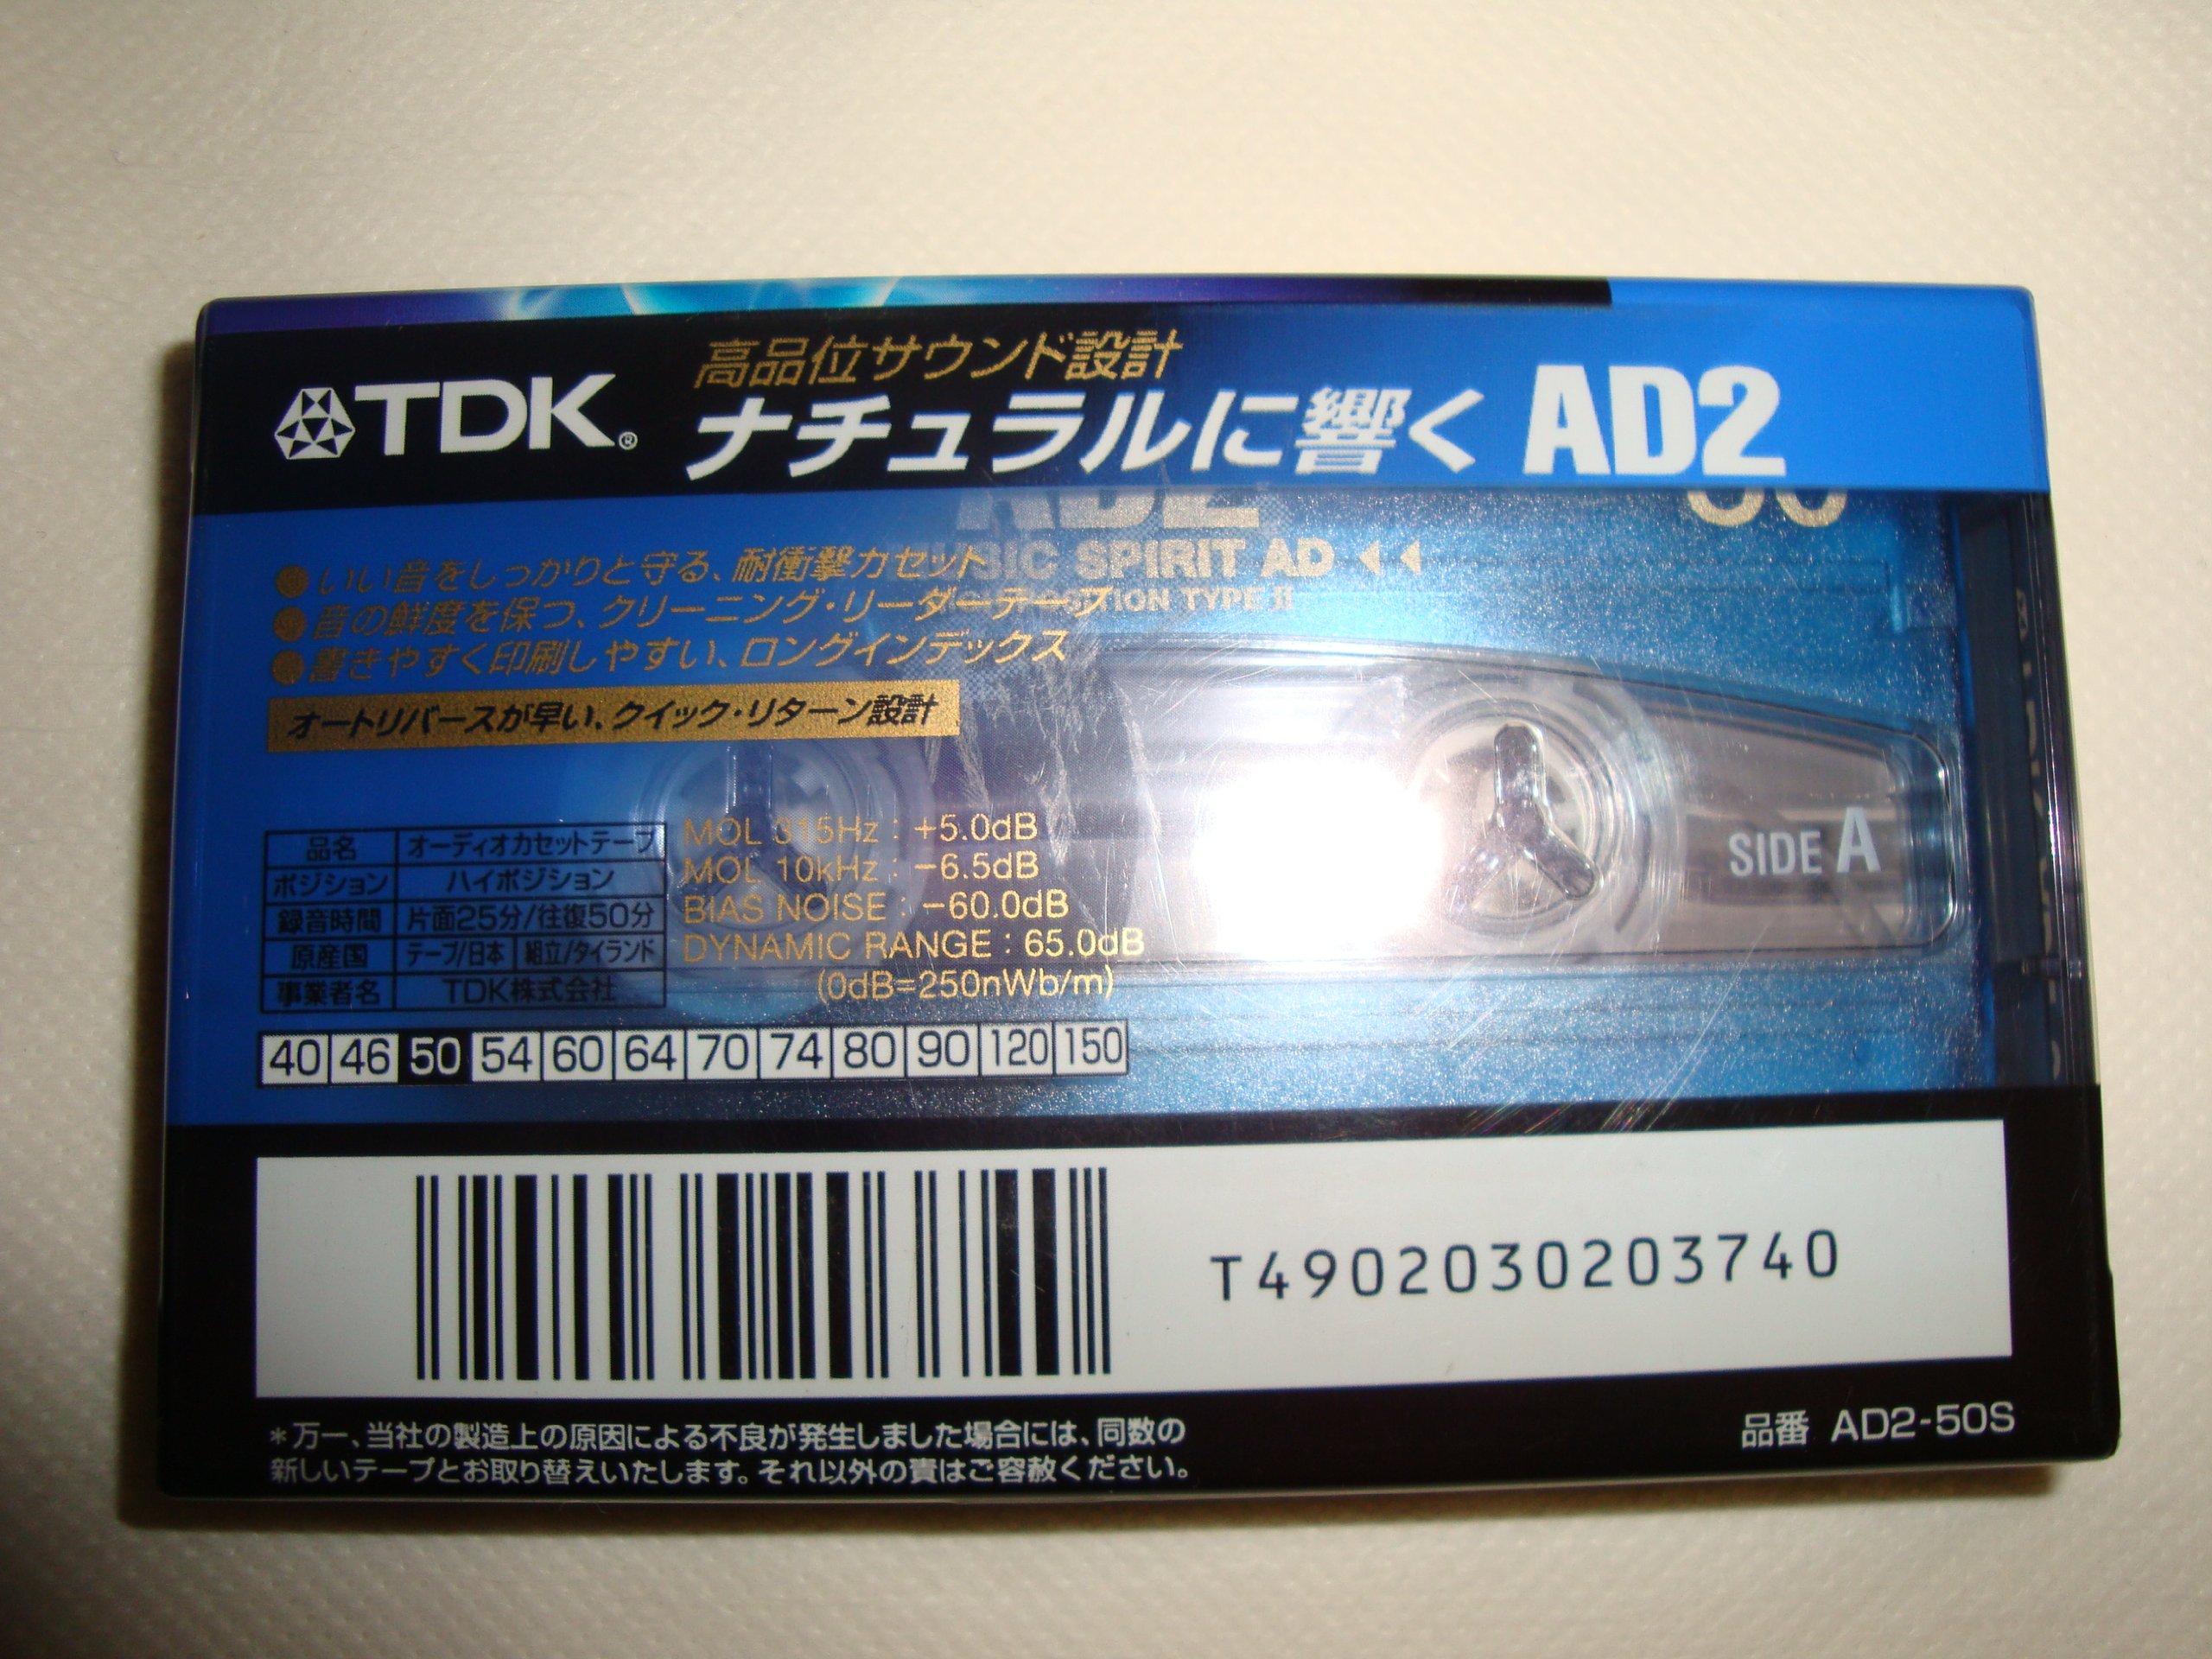 TDK®
高品位サウンド設計
ナチュラルに響く AD2
SPIRIT AD ◀◀
TYPE II
●いい音をしっかりと守る、耐衝撃カセット
●音の鮮度を保つ、クリーニング・リーダーテープ
●書きやすく印刷しやすい、ロングインデックス
オートリバースが早い、クイック・リターン設計
SIDE A
品名 オーディオカセットテープ
ポジション ハイポジション
録音時間 片面25分/往復50分
原産国 テープ/日本 組立/タイランド
事業者名 TDK株式会社
MOL 315Hz : +5.0dB
MOL 10kHz : −6.5dB
BIAS NOISE : −60.0dB
DYNAMIC RANGE : 65.0dB
(0dB=250nWb/m)
40 46 50 54 60 64 70 74 80 90 120 150
T4902030203740
*万一、当社の製造上の原因による不良が発生しました場合には、同数の
新しいテープとお取り替えいたします。それ以外の責はご容赦ください。
品番 AD2-50S